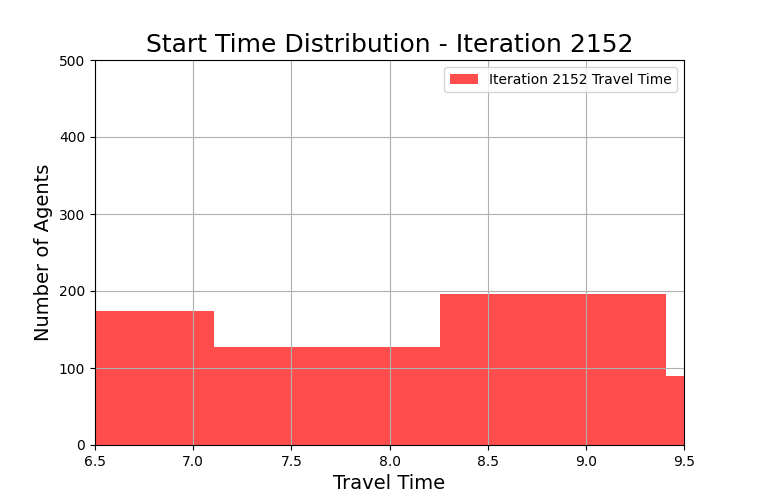 Start Time Distribution - Iteration 2152
Iteration 2152 Travel Time
Number of Agents
500
400
300
200
100
0
6.5 7.0 7.5 8.0 8.5 9.0 9.5
Travel Time